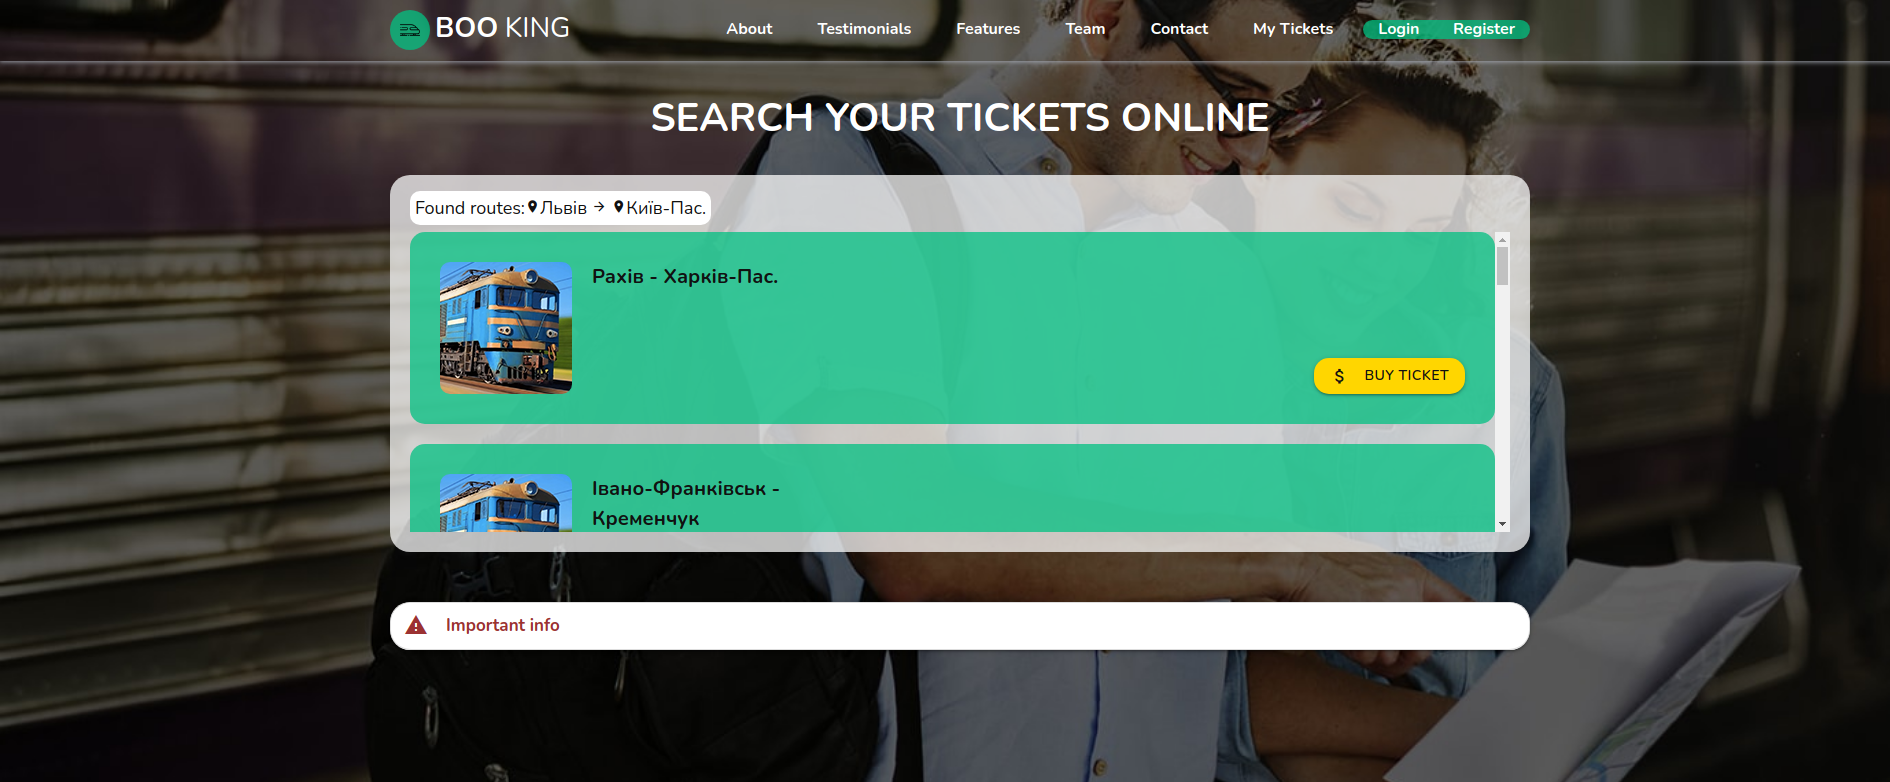 BOO KING
About Testimonials Features Team Contact My Tickets Login Register
SEARCH YOUR TICKETS ONLINE
Found routes: Львів → Київ-Пас.
Рахів - Харків-Пас.
$ BUY TICKET
Івано-Франківськ -
Кременчук
Important info